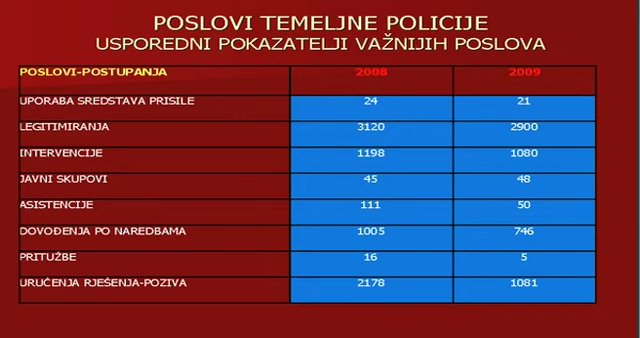 POSLOVI TEMELJNE POLICIJE
USPOREDNI POKAZATELJI VAŽNIJIH POSLOVA
POSLOVI-POSTUPANJA 2008 2009
UPORABA SREDSTAVA PRISILE 24 21
LEGITIMIRANJA 3120 2900
INTERVENCIJE 1198 1080
JAVNI SKUPOVI 45 48
ASISTENCIJE 111 50
DOVOĐENJA PO NAREDBAMA 1005 746
PRITUŽBE 16 5
URUČENJA RJEŠENJA-POZIVA 2178 1081